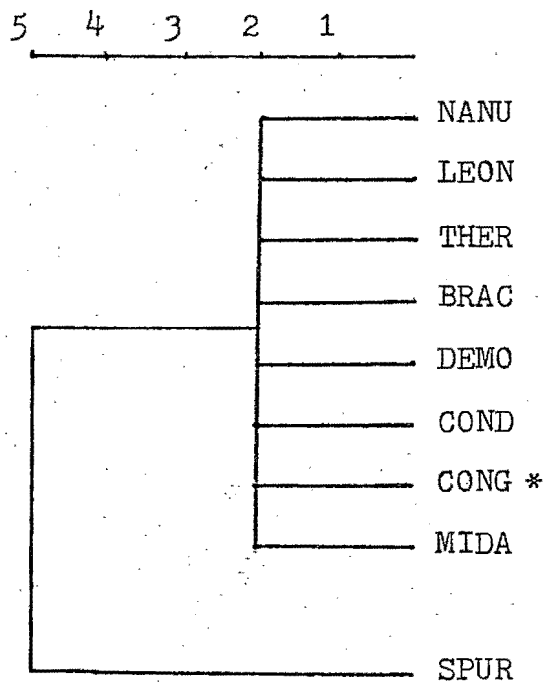 5 4 3 2 1
NANU
LEON
THER
BRAC
DEMO
COND
CONG *
MIDA
SPUR